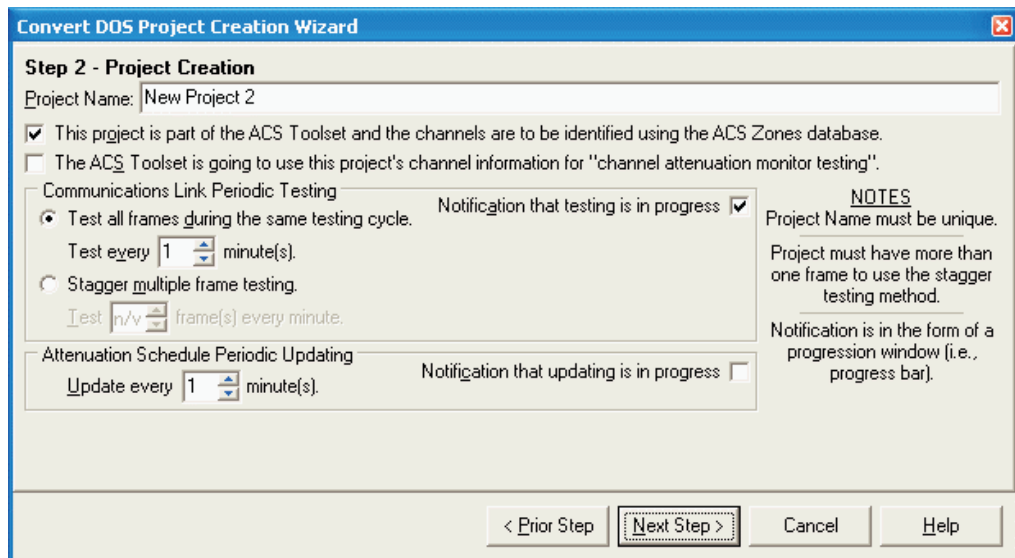 Convert DOS Project Creation Wizard
Step 2 - Project Creation
Project Name: New Project 2
This project is part of the ACS Toolset and the channels are to be identified using the ACS Zones database.
The ACS Toolset is going to use this project's channel information for "channel attenuation monitor testing".
Communications Link Periodic Testing
Test all frames during the same testing cycle.
Notification that testing is in progress
Test every 1 minute(s).
Stagger multiple frame testing.
Test n/v frame(s) every minute.
Attenuation Schedule Periodic Updating
Update every 1 minute(s).
Notification that updating is in progress
NOTES
Project Name must be unique.
Project must have more than
one frame to use the stagger
testing method.
Notification is in the form of a
progression window (i.e.,
progress bar).
< Prior Step
Next Step >
Cancel
Help